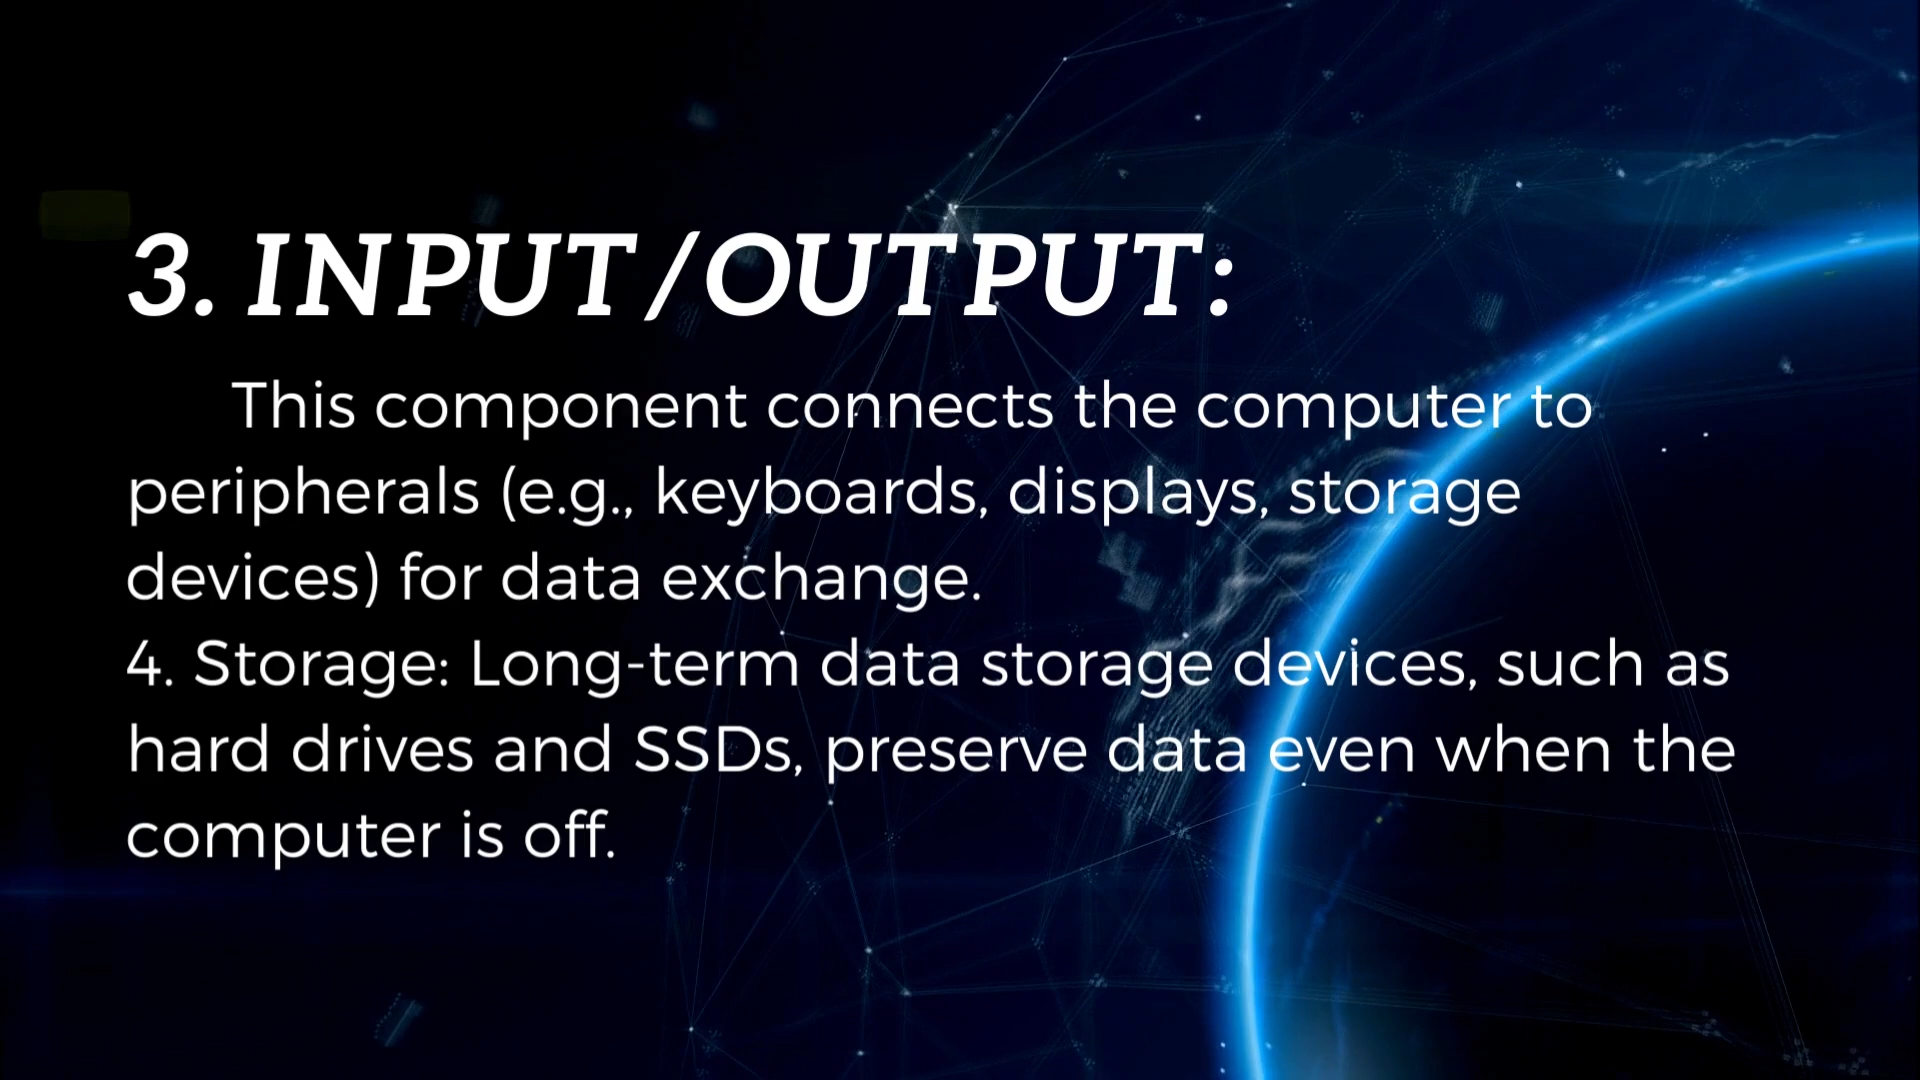 3. INPUT/OUTPUT:
This component connects the computer to
peripherals (e.g., keyboards, displays, storage
devices) for data exchange.
4. Storage: Long-term data storage devices, such as
hard drives and SSDs, preserve data even when the
computer is off.